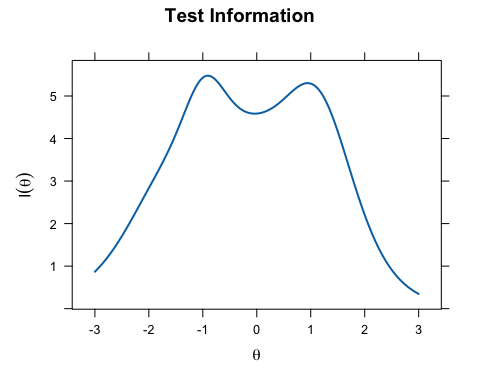 Test Information
I(θ)
5
4
3
2
1
-3 -2 -1 0 1 2 3
θ